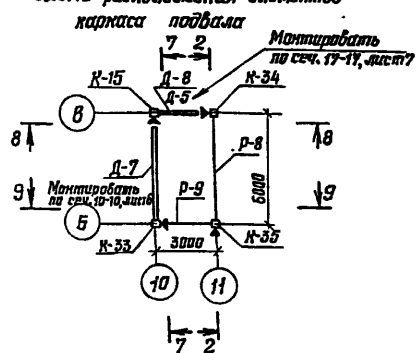 каркаса подвала
7 2
Монтировать
по сеч. 17-17, лист 7
К-15
Д-8
Д-5
К-34
В
8
8
Р-8
6000
Д-7
9
9
Монтировать
по сеч. 10-10, лист 6
Р-9
Б
К-33
3000
К-35
10
11
7 2